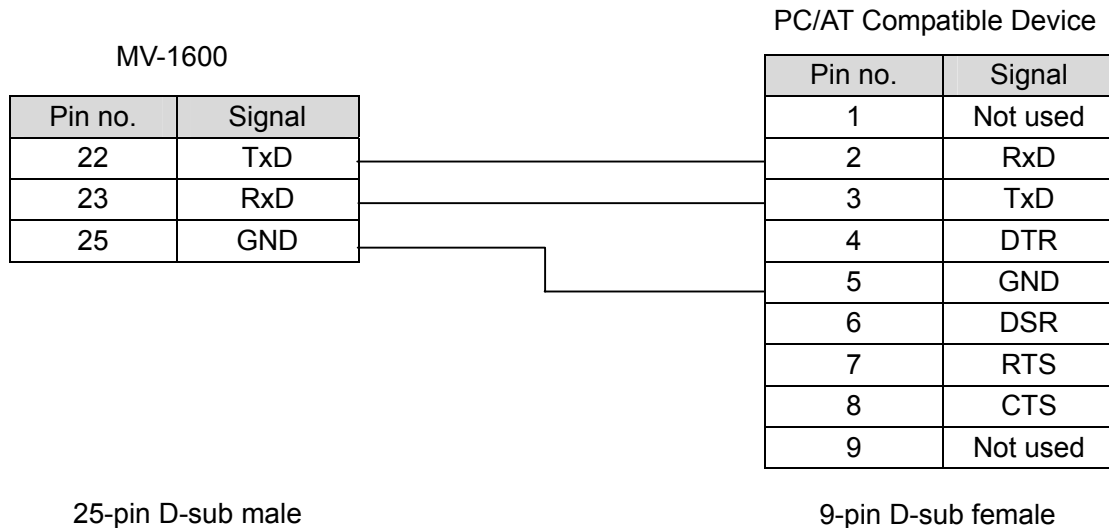 MV-1600
Pin no. Signal
22 TxD
23 RxD
25 GND
25-pin D-sub male
PC/AT Compatible Device
Pin no. Signal
1 Not used
2 RxD
3 TxD
4 DTR
5 GND
6 DSR
7 RTS
8 CTS
9 Not used
9-pin D-sub female